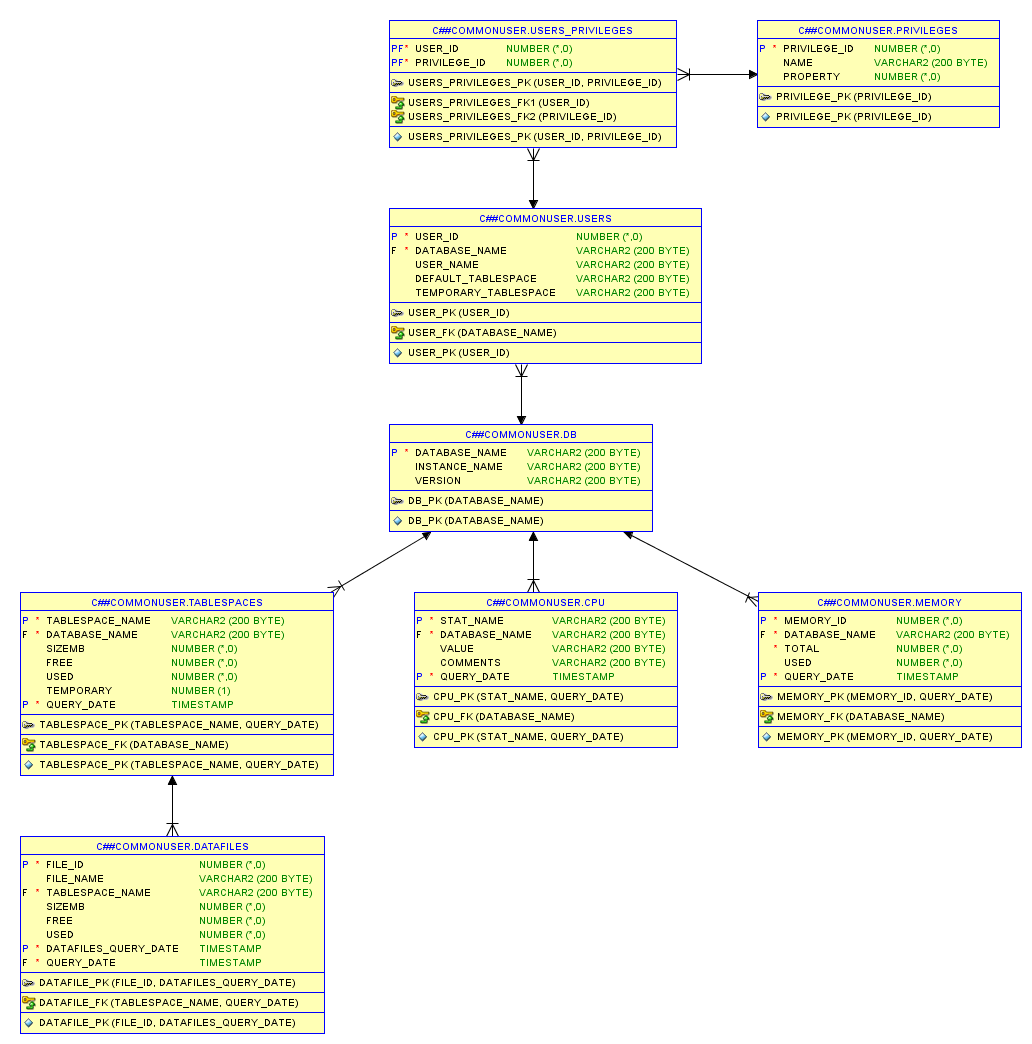 C##COMMONUSER.USERS_PRIVILEGES
PF* USER_ID NUMBER (*,0)
PF* PRIVILEGE_ID NUMBER (*,0)
USERS_PRIVILEGES_PK (USER_ID, PRIVILEGE_ID)
USERS_PRIVILEGES_FK1 (USER_ID)
USERS_PRIVILEGES_FK2 (PRIVILEGE_ID)
USERS_PRIVILEGES_PK (USER_ID, PRIVILEGE_ID)
C##COMMONUSER.PRIVILEGES
P * PRIVILEGE_ID NUMBER (*,0)
NAME VARCHAR2 (200 BYTE)
PROPERTY NUMBER (*,0)
PRIVILEGE_PK (PRIVILEGE_ID)
PRIVILEGE_PK (PRIVILEGE_ID)
C##COMMONUSER.USERS
P * USER_ID NUMBER (*,0)
F * DATABASE_NAME VARCHAR2 (200 BYTE)
USER_NAME VARCHAR2 (200 BYTE)
DEFAULT_TABLESPACE VARCHAR2 (200 BYTE)
TEMPORARY_TABLESPACE VARCHAR2 (200 BYTE)
USER_PK (USER_ID)
USER_FK (DATABASE_NAME)
USER_PK (USER_ID)
C##COMMONUSER.DB
P * DATABASE_NAME VARCHAR2 (200 BYTE)
INSTANCE_NAME VARCHAR2 (200 BYTE)
VERSION VARCHAR2 (200 BYTE)
DB_PK (DATABASE_NAME)
DB_PK (DATABASE_NAME)
C##COMMONUSER.TABLESPACES
P * TABLESPACE_NAME VARCHAR2 (200 BYTE)
F * DATABASE_NAME VARCHAR2 (200 BYTE)
SIZEMB NUMBER (*,0)
FREE NUMBER (*,0)
USED NUMBER (*,0)
TEMPORARY NUMBER (1)
P * QUERY_DATE TIMESTAMP
TABLESPACE_PK (TABLESPACE_NAME, QUERY_DATE)
TABLESPACE_FK (DATABASE_NAME)
TABLESPACE_PK (TABLESPACE_NAME, QUERY_DATE)
C##COMMONUSER.CPU
P * STAT_NAME VARCHAR2 (200 BYTE)
F * DATABASE_NAME VARCHAR2 (200 BYTE)
VALUE VARCHAR2 (200 BYTE)
COMMENTS VARCHAR2 (200 BYTE)
P * QUERY_DATE TIMESTAMP
CPU_PK (STAT_NAME, QUERY_DATE)
CPU_FK (DATABASE_NAME)
CPU_PK (STAT_NAME, QUERY_DATE)
C##COMMONUSER.MEMORY
P * MEMORY_ID NUMBER (*,0)
F * DATABASE_NAME VARCHAR2 (200 BYTE)
* TOTAL NUMBER (*,0)
USED NUMBER (*,0)
P * QUERY_DATE TIMESTAMP
MEMORY_PK (MEMORY_ID, QUERY_DATE)
MEMORY_FK (DATABASE_NAME)
MEMORY_PK (MEMORY_ID, QUERY_DATE)
C##COMMONUSER.DATAFILES
P * FILE_ID NUMBER (*,0)
FILE_NAME VARCHAR2 (200 BYTE)
F * TABLESPACE_NAME VARCHAR2 (200 BYTE)
SIZEMB NUMBER (*,0)
FREE NUMBER (*,0)
USED NUMBER (*,0)
P * DATAFILES_QUERY_DATE TIMESTAMP
F * QUERY_DATE TIMESTAMP
DATAFILE_PK (FILE_ID, DATAFILES_QUERY_DATE)
DATAFILE_FK (TABLESPACE_NAME, QUERY_DATE)
DATAFILE_PK (FILE_ID, DATAFILES_QUERY_DATE)